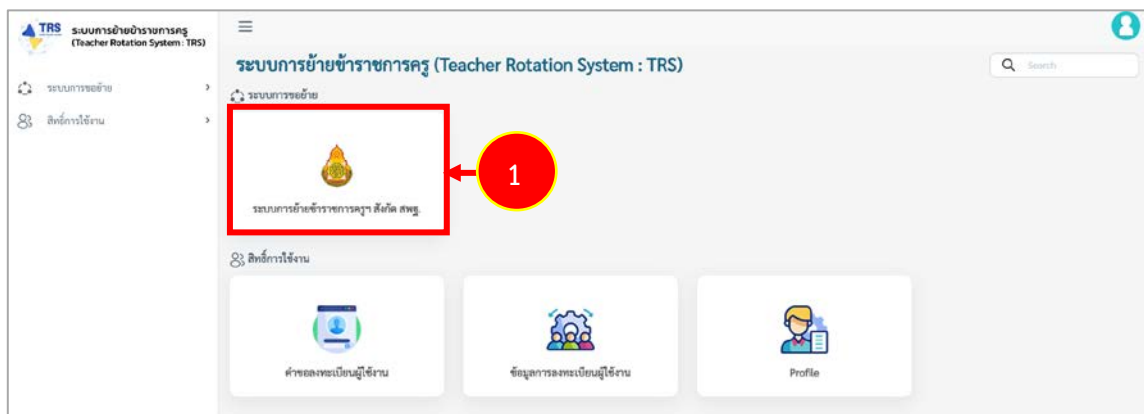 TRS ระบบการย้ายข้าราชการครู
(Teacher Rotation System : TRS)
ระบบการย้ายข้าราชการครู (Teacher Rotation System : TRS)
Search
ระบบการขอย้าย
ระบบการขอย้าย
สิทธิ์การใช้งาน
1
ระบบการย้ายข้าราชการครูฯ สังกัด สพฐ.
สิทธิ์การใช้งาน
คำขอลงทะเบียนผู้ใช้งาน
ข้อมูลการลงทะเบียนผู้ใช้งาน
Profile